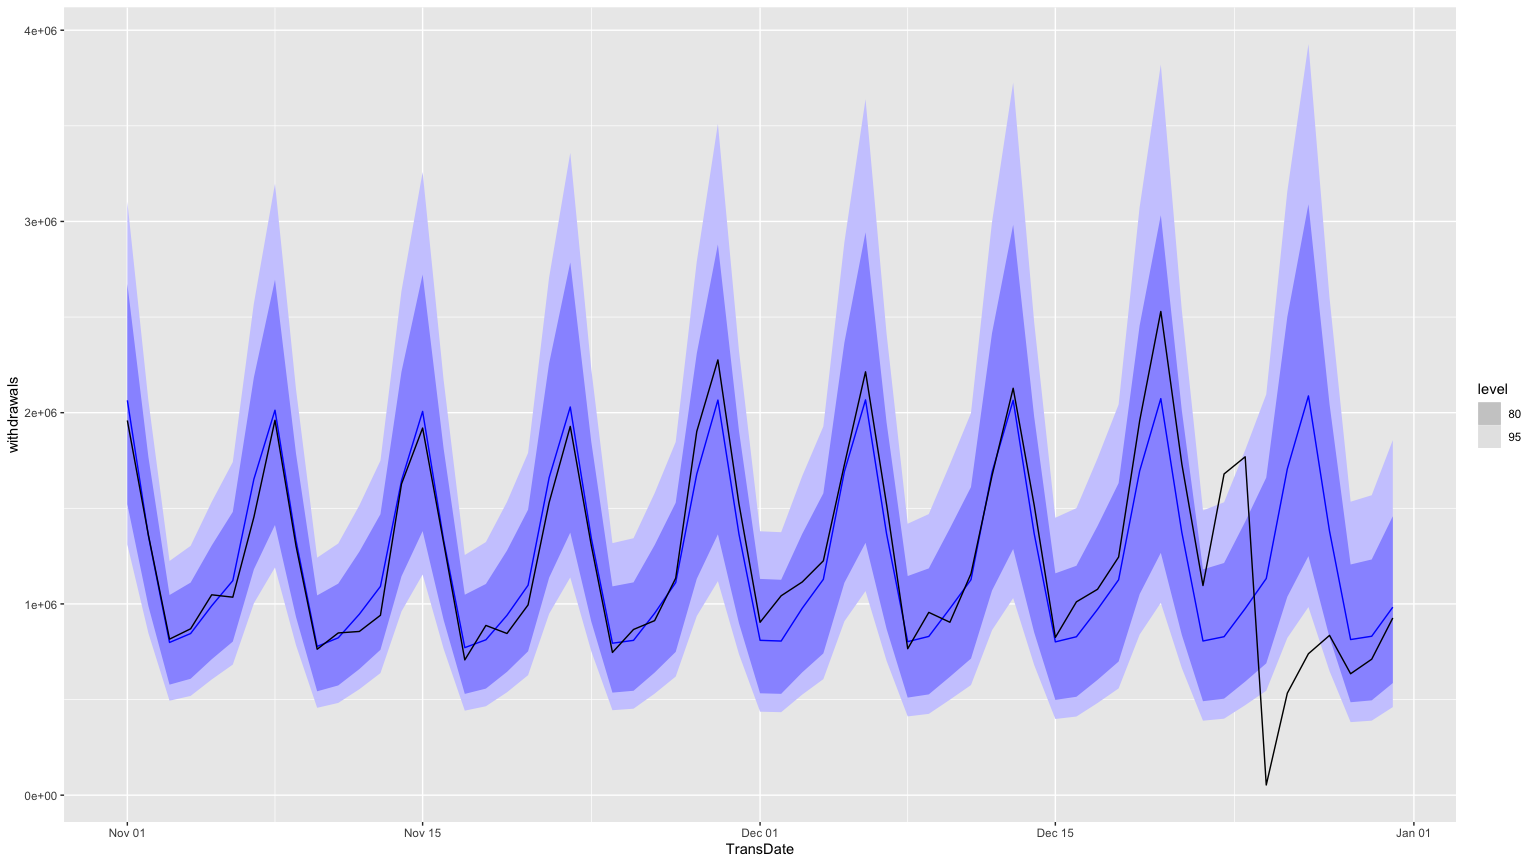 4e+06
3e+06
2e+06
1e+06
0e+00
withdrawals
Nov 01
Nov 15
Dec 01
Dec 15
Jan 01
TransDate
level
80
95